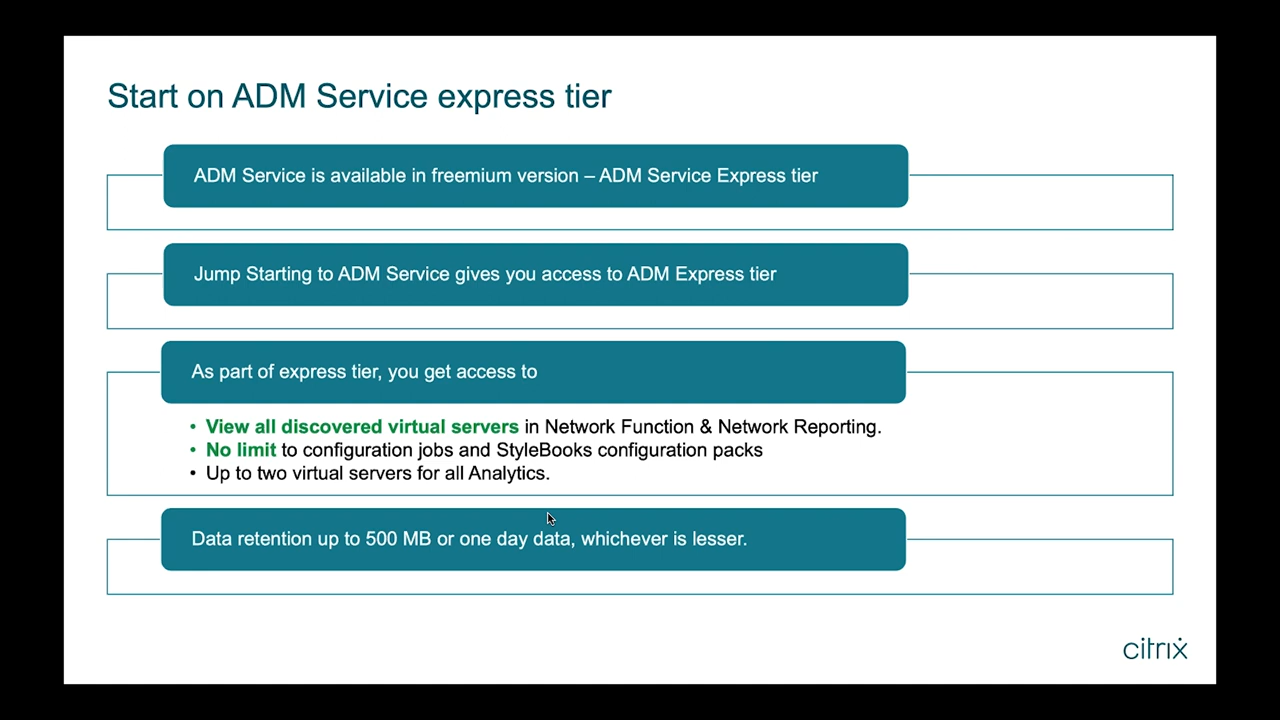 Start on ADM Service express tier
ADM Service is available in freemium version – ADM Service Express tier
Jump Starting to ADM Service gives you access to ADM Express tier
As part of express tier, you get access to
• View all discovered virtual servers in Network Function & Network Reporting.
• No limit to configuration jobs and StyleBooks configuration packs
• Up to two virtual servers for all Analytics.
Data retention up to 500 MB or one day data, whichever is lesser.
citrix